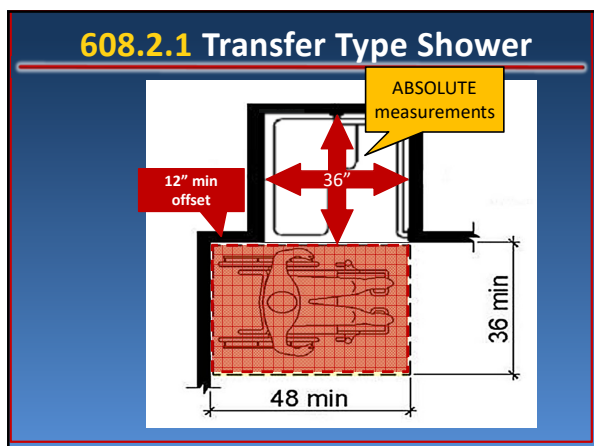 608.2.1 Transfer Type Shower
ABSOLUTE
measurements
36”
12” min
offset
36 min
48 min